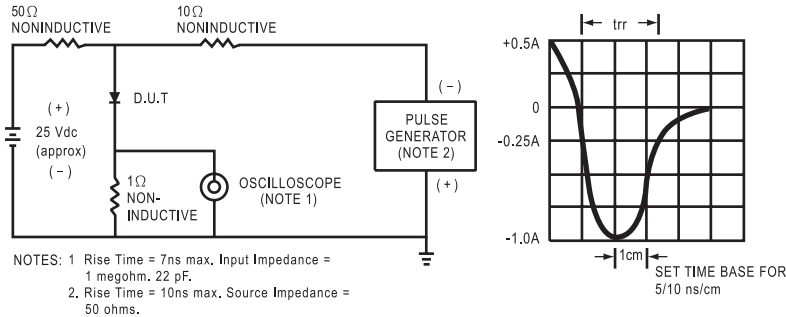 50Ω
NONINDUCTIVE
10Ω
NONINDUCTIVE
D.U.T
(+)
25 Vdc
(approx)
(−)
1Ω
NON-
INDUCTIVE
OSCILLOSCOPE
(NOTE 1)
(−)
PULSE
GENERATOR
(NOTE 2)
(+)
NOTES: 1 Rise Time = 7ns max. Input Impedance =
1 megohm. 22 pF.
2. Rise Time = 10ns max. Source Impedance =
50 ohms.
trr
+0.5A
0
-0.25A
-1.0A
1cm
SET TIME BASE FOR
5/10 ns/cm